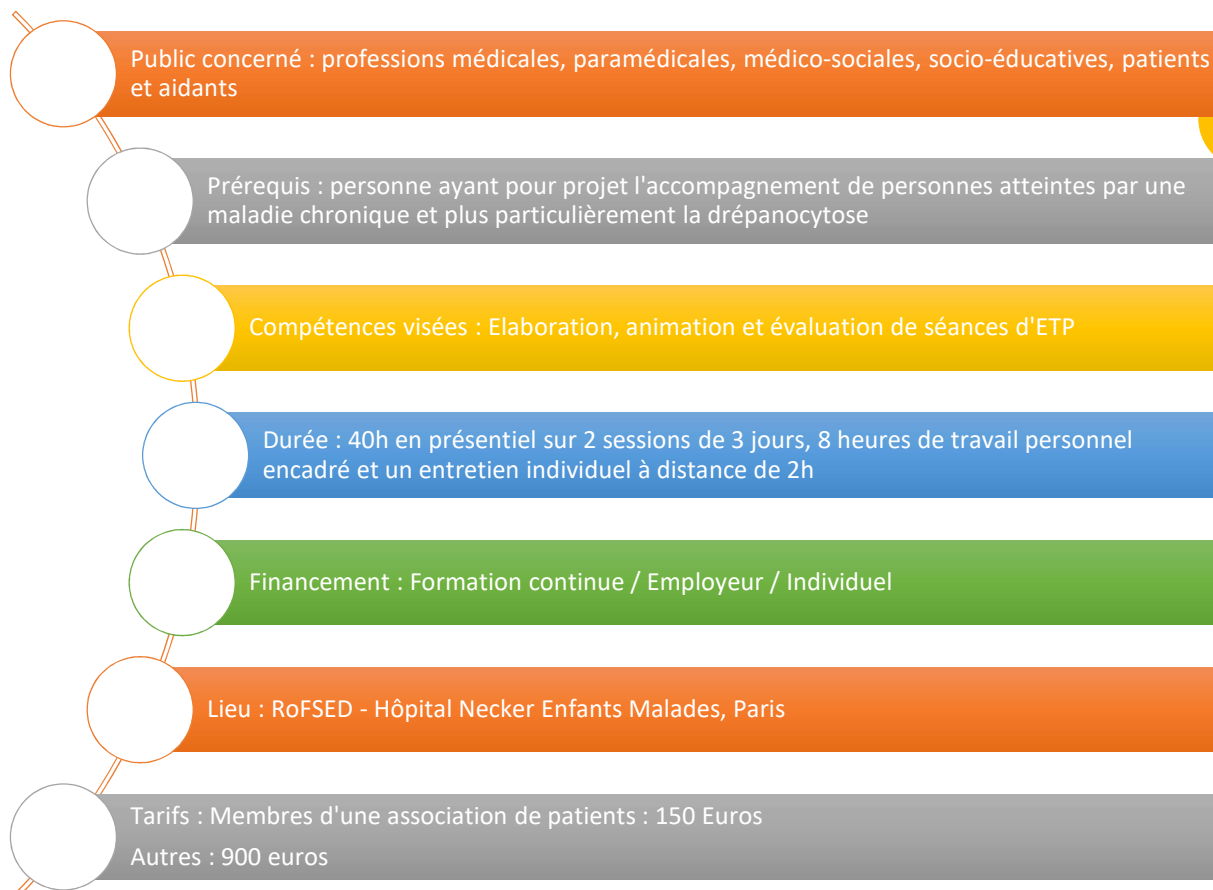 Public concerné : professions médicales, paramédicales, médico-sociales, socio-éducatives, patients
et aidants
Prérequis : personne ayant pour projet l'accompagnement de personnes atteintes par une
maladie chronique et plus particulièrement la drépanocytose
Compétences visées : Elaboration, animation et évaluation de séances d'ETP
Durée : 40h en présentiel sur 2 sessions de 3 jours, 8 heures de travail personnel
encadré et un entretien individuel à distance de 2h
Financement : Formation continue / Employeur / Individuel
Lieu : RoFSED - Hôpital Necker Enfants Malades, Paris
Tarifs : Membres d'une association de patients : 150 Euros
Autres : 900 euros